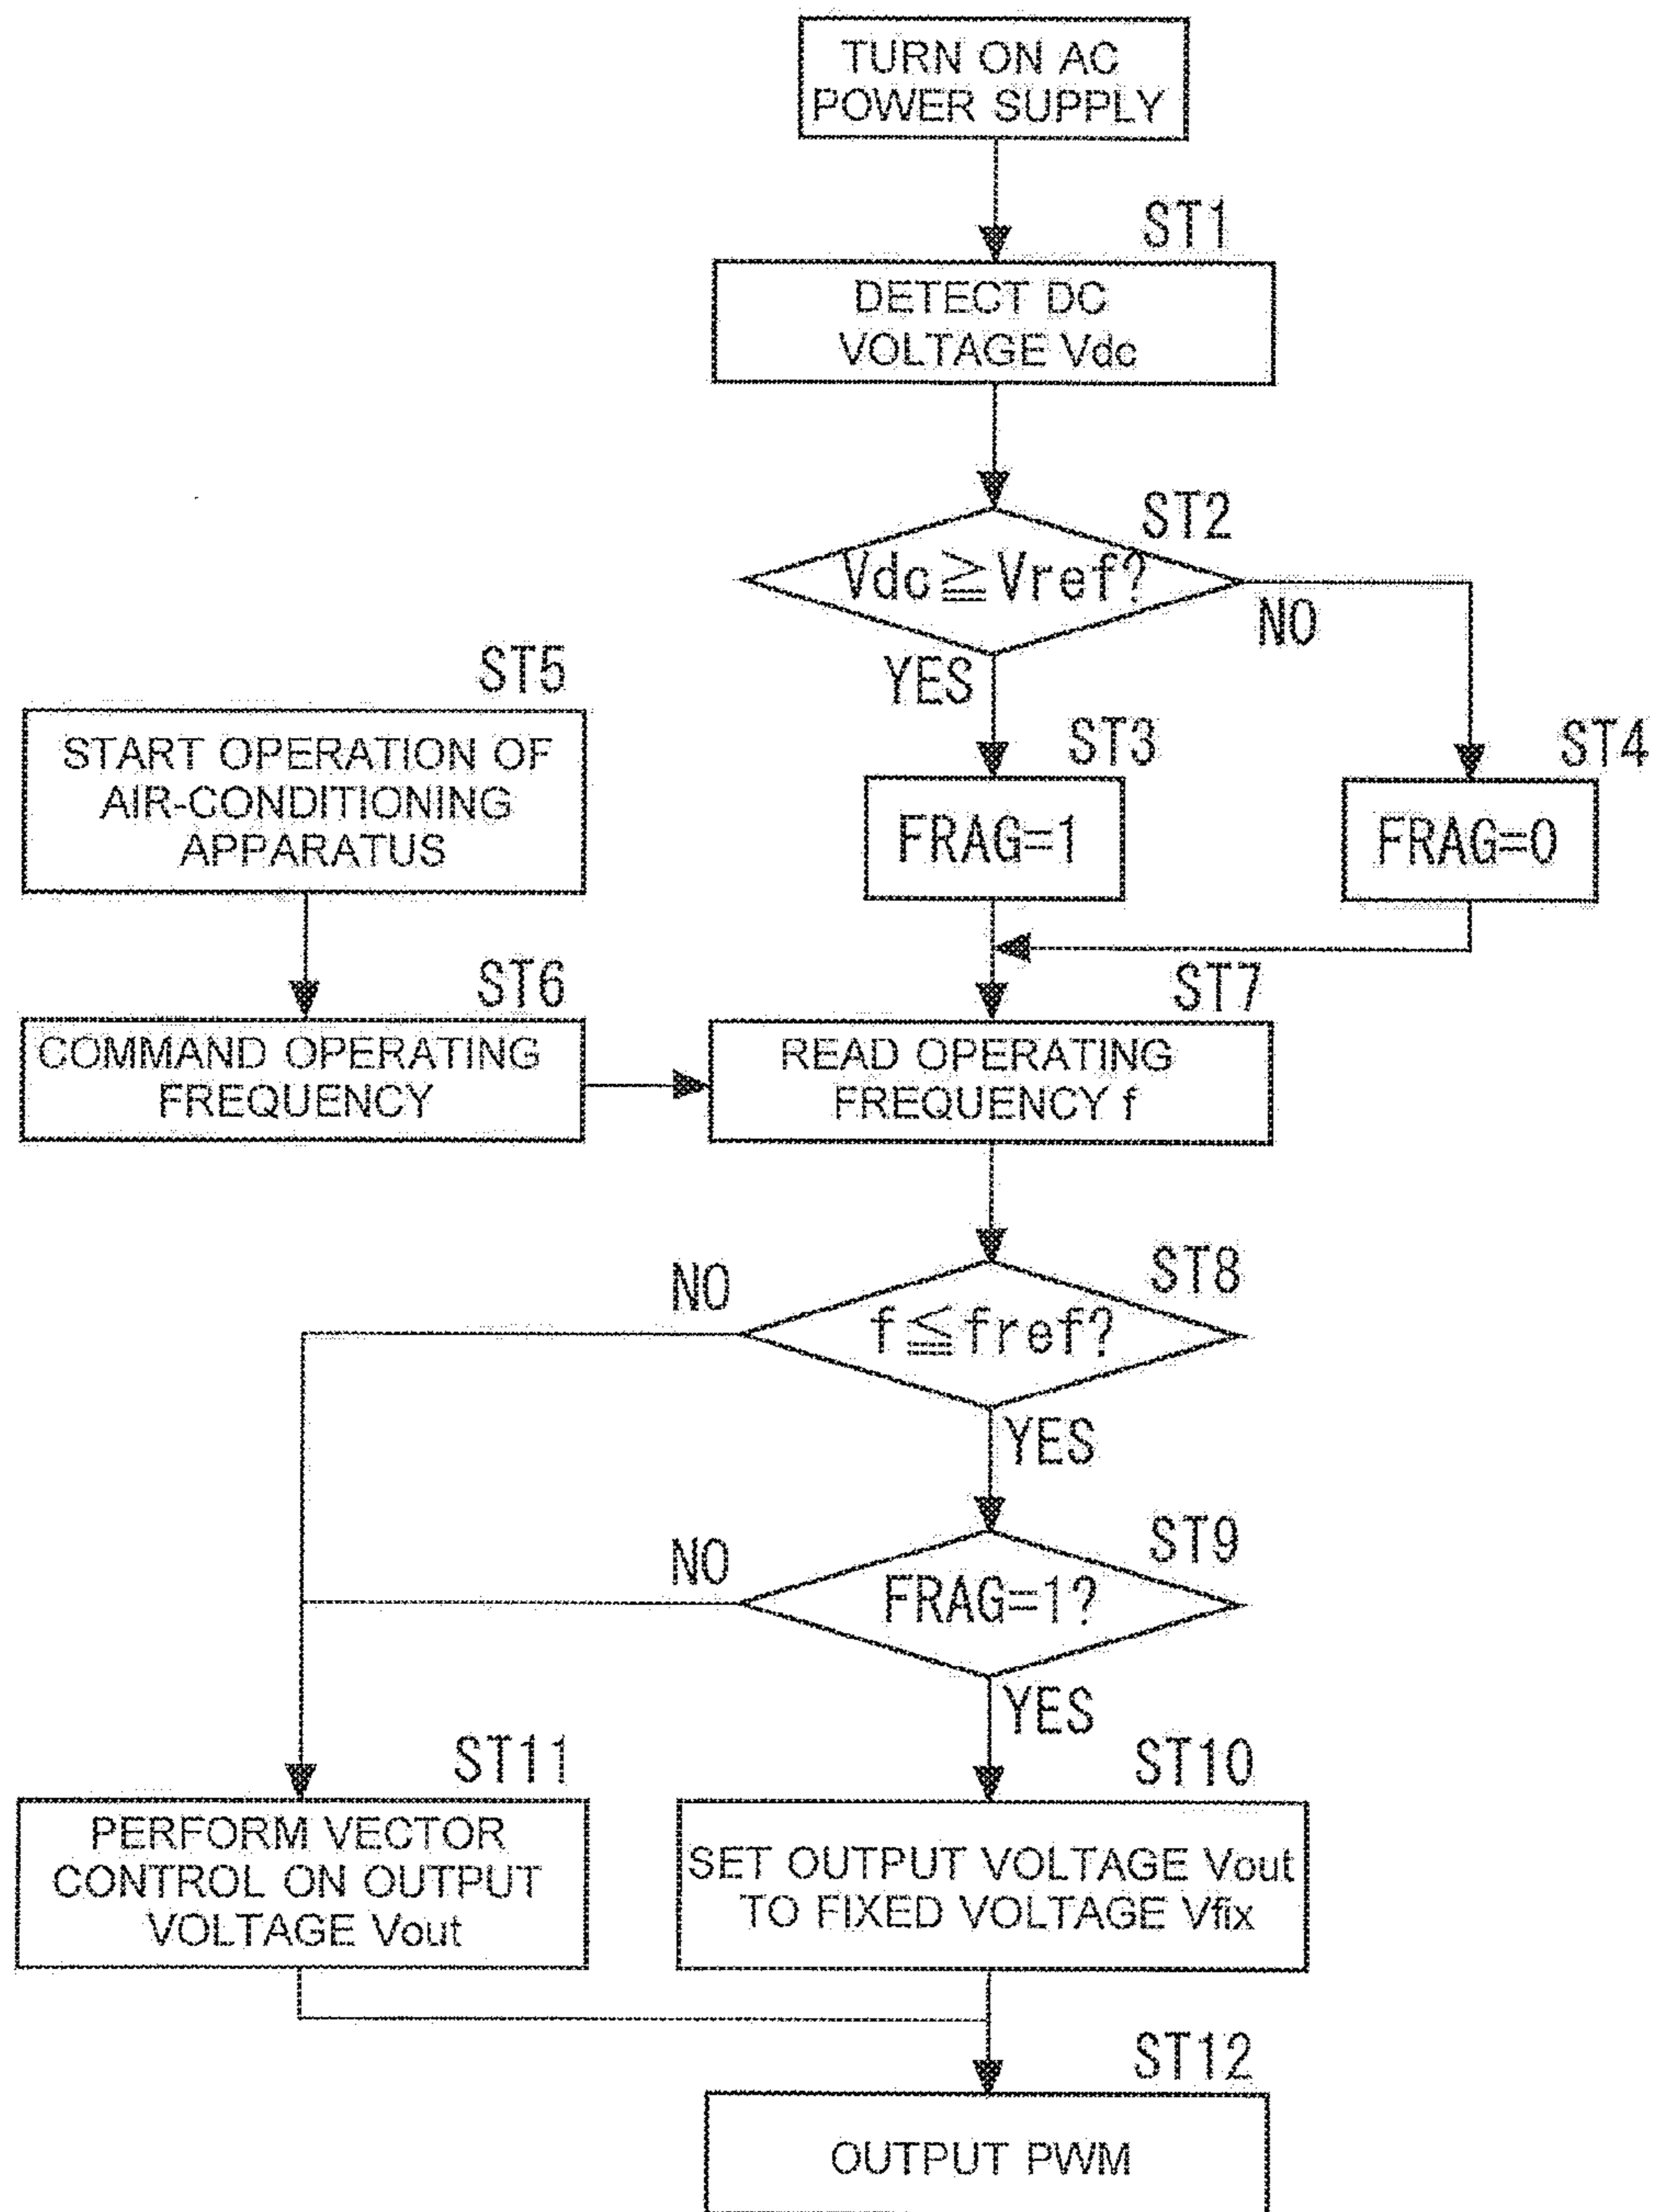 TURN ON AC
POWER SUPPLY
ST1
DETECT DC
VOLTAGE Vdc
ST2
Vdc≧Vref?
NO
YES
ST3
FRAG=1
ST4
FRAG=0
ST5
START OPERATION OF
AIR-CONDITIONING
APPARATUS
ST6
COMMAND OPERATING
FREQUENCY
ST7
READ OPERATING
FREQUENCY f
ST8
f≦fref?
NO
YES
ST9
FRAG=1?
NO
YES
ST11
PERFORM VECTOR
CONTROL ON OUTPUT
VOLTAGE Vout
ST10
SET OUTPUT VOLTAGE Vout
TO FIXED VOLTAGE Vfix
ST12
OUTPUT PWM